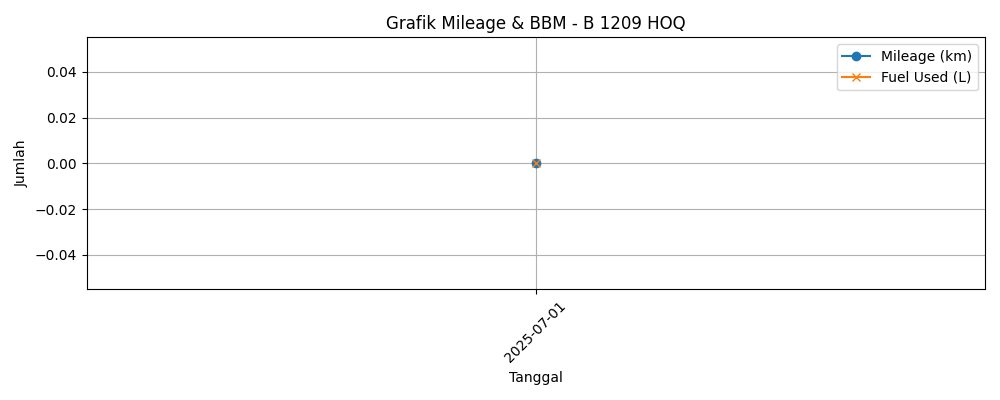 Grafik Mileage & BBM - B 1209 HOQ
Mileage (km)
Fuel Used (L)
Jumlah
0.04
0.02
0.00
−0.02
−0.04
2025-07-01
Tanggal